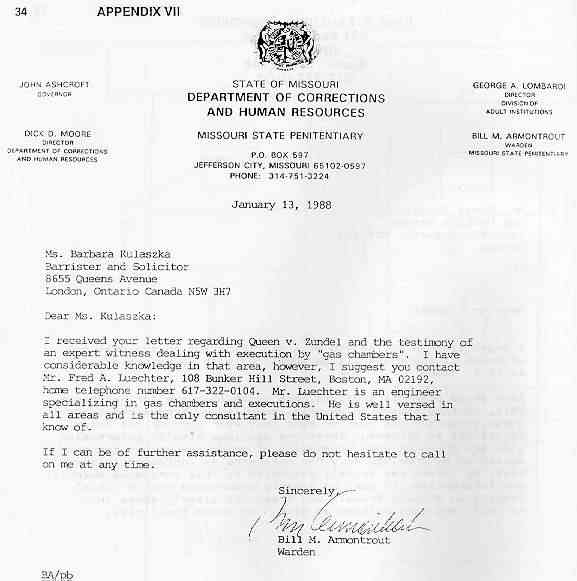 34
APPENDIX VII
JOHN ASHCROFT
GOVERNOR
DICK D. MOORE
DIRECTOR
DEPARTMENT OF CORRECTIONS
AND HUMAN RESOURCES
STATE OF MISSOURI
DEPARTMENT OF CORRECTIONS
AND HUMAN RESOURCES
MISSOURI STATE PENITENTIARY
P.O. BOX 597
JEFFERSON CITY, MISSOURI 65102-0597
PHONE: 314-751-3224
GEORGE A. LOMBARDI
DIRECTOR
DIVISION OF
ADULT INSTITUTIONS
BILL M. ARMONTROUT
WARDEN
MISSOURI STATE PENITENTIARY
January 13, 1988
Ms. Barbara Kulaszka
Barrister and Solicitor
8655 Queens Avenue
London, Ontario Canada N5W 3H7
Dear Ms. Kulaszka:
I received your letter regarding Queen v. Zundel and the testimony of
an expert witness dealing with execution by "gas chambers". I have
considerable knowledge in that area, however, I suggest you contact
Mr. Fred A. Luechter, 108 Bunker Hill Street, Boston, MA 02192,
home telephone number 617-322-0104. Mr. Luechter is an engineer
specializing in gas chambers and executions. He is well versed in
all areas and is the only consultant in the United States that I
know of.
If I can be of further assistance, please do not hesitate to call
on me at any time.
Sincerely,
Bill M. Armontrout
Bill M. Armontrout
Warden
BA/pb